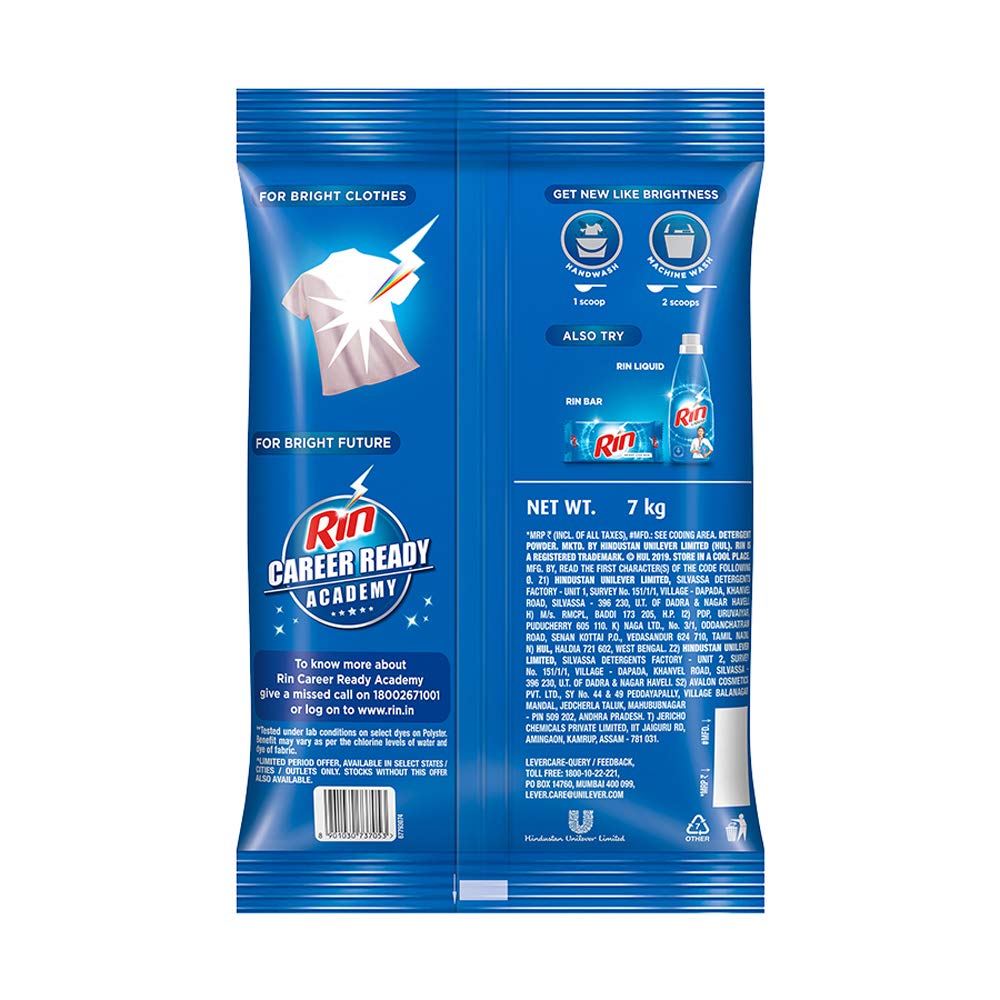 FOR BRIGHT CLOTHES
FOR BRIGHT FUTURE
Rin
CAREER READY
ACADEMY
To know more about
Rin Career Ready Academy
give a missed call on 18002671001
or log on to www.rin.in
**Tested under lab conditions on select dyes on Polyster.
Benefit may vary as per the chlorine levels of water and
dye of fabric.
*LIMITED PERIOD OFFER, AVAILABLE IN SELECT STATES /
CITIES / OUTLETS ONLY. STOCKS WITHOUT THIS OFFER
ALSO AVAILABLE.
8 901030 737053
67793074
GET NEW LIKE BRIGHTNESS
HANDWASH
MACHINE WASH
1 scoop
2 scoops
ALSO TRY
RIN LIQUID
RIN BAR
Rin
Rin
NET WT. 7 kg
*MRP ₹ (INCL. OF ALL TAXES), #MFD.: SEE CODING AREA. DETERGENT
POWDER. MKTD. BY HINDUSTAN UNILEVER LIMITED (HUL). RIN IS
A REGISTERED TRADEMARK. © HUL 2019. STORE IN A COOL PLACE.
MFG. BY, READ THE FIRST CHARACTER(S) OF THE CODE FOLLOWING
Ø. Z1) HINDUSTAN UNILEVER LIMITED, SILVASSA DETERGENTS
FACTORY - UNIT 1, SURVEY No. 151/1/1, VILLAGE - DAPADA, KHANVEL
ROAD, SILVASSA - 396 230, U.T. OF DADRA & NAGAR HAVELI
H) M/s. RMCPL, BADDI 173 205, H.P. I2) PDP, URUVAIYAR,
PUDUCHERRY 605 110. K) NAGA LTD., No. 3/1, ODDANCHATRAM
ROAD, SENAN KOTTAI P.O., VEDASANDUR 624 710, TAMIL NADU.
N) HUL, HALDIA 721 602, WEST BENGAL. Z2) HINDUSTAN UNILEVER
LIMITED, SILVASSA DETERGENTS FACTORY - UNIT 2, SURVEY
No. 151/1/1, VILLAGE - DAPADA, KHANVEL ROAD, SILVASSA -
396 230, U.T. OF DADRA & NAGAR HAVELI. S2) AVALON COSMETICS
PVT. LTD., SY No. 44 & 49 PEDDAYAPALLY, VILLAGE BALANAGAR
MANDAL, JEDCHERLA TALUK, MAHUBUBNAGAR
- PIN 509 202, ANDHRA PRADESH. T) JERICHO
CHEMICALS PRIVATE LIMITED, IIT JAIGURU RD,
AMINGAON, KAMRUP, ASSAM - 781 031.
#MFD.
*MRP ₹
LEVERCARE-QUERY / FEEDBACK,
TOLL FREE: 1800-10-22-221,
PO BOX 14760, MUMBAI 400 099,
LEVER.CARE@UNILEVER.COM
Hindustan Unilever Limited
7
OTHER